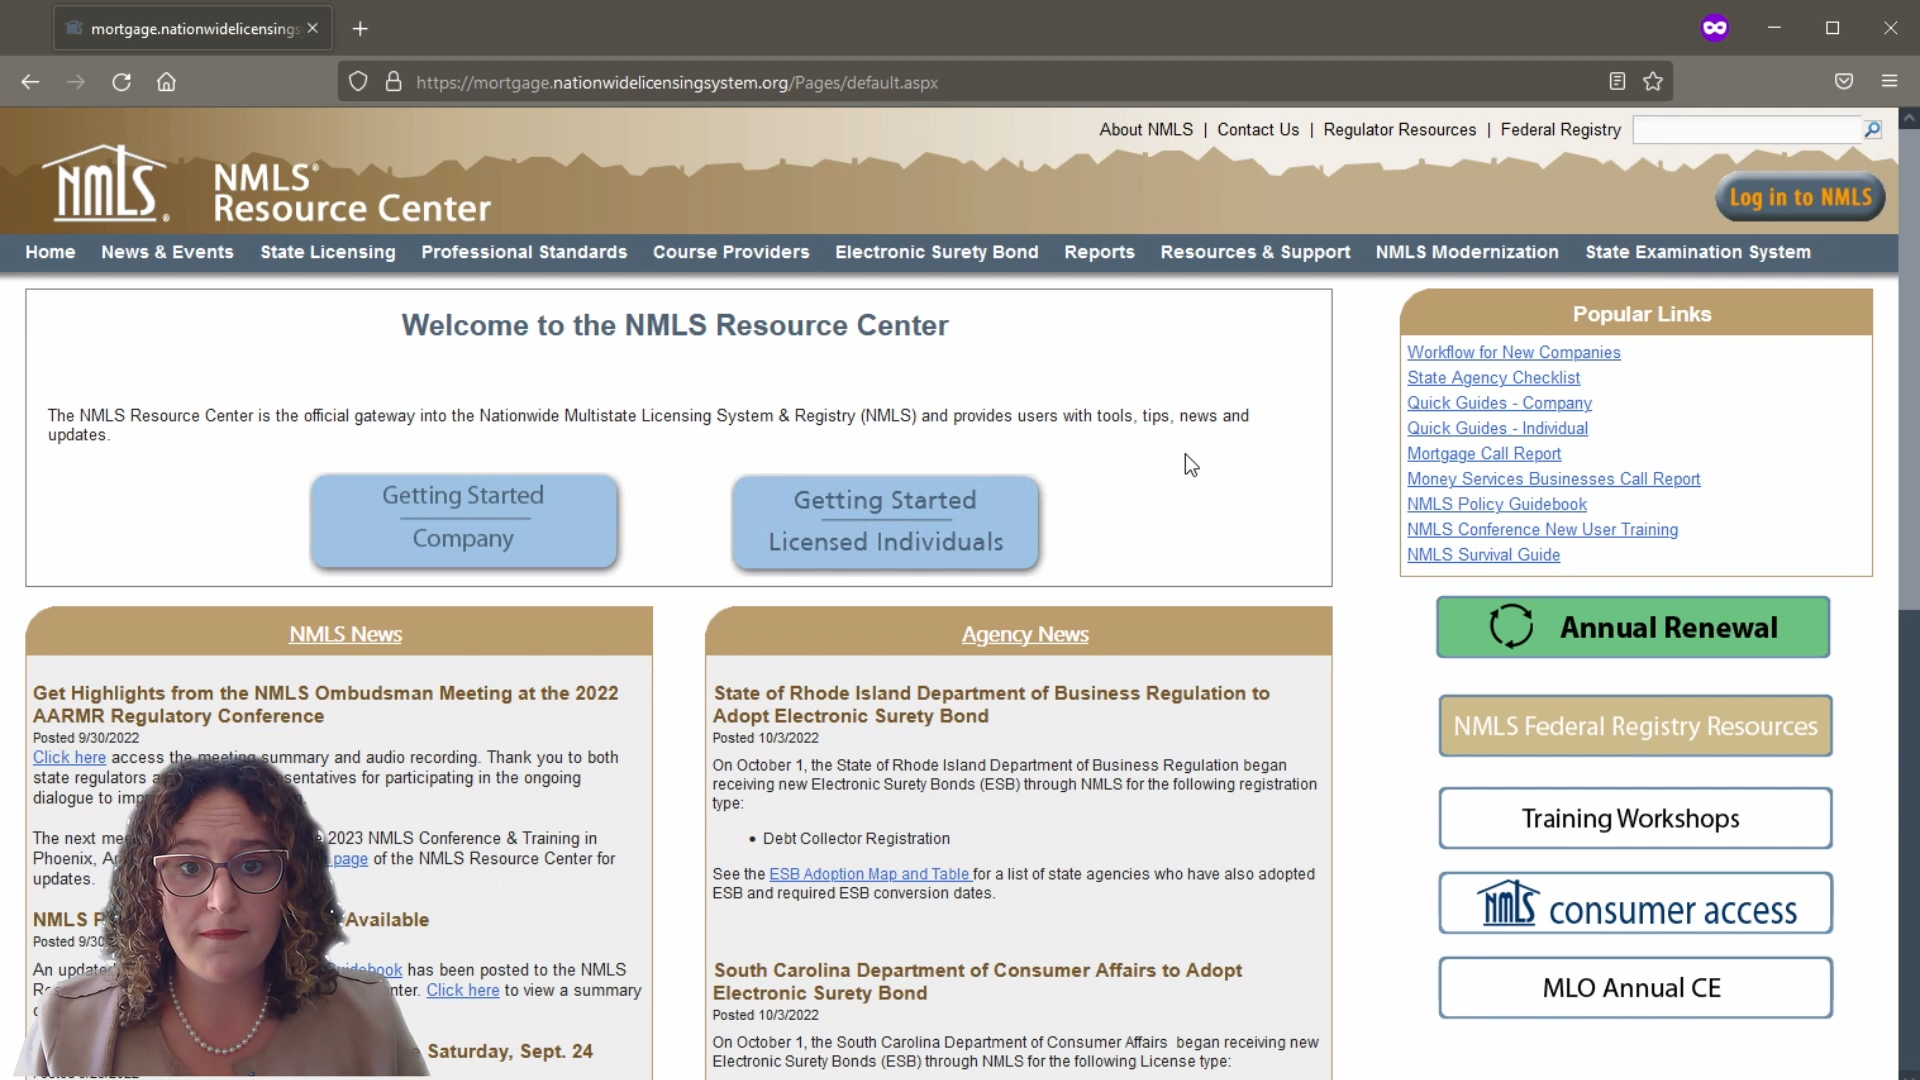 mortgage.nationwidelicensings
https://mortgage.nationwidelicensingsystem.org/Pages/default.aspx
About NMLS | Contact Us | Regulator Resources | Federal Registry
NMLS®
NMLS®
Resource Center
Log in to NMLS
Home News & Events State Licensing Professional Standards Course Providers Electronic Surety Bond Reports Resources & Support NMLS Modernization State Examination System
Welcome to the NMLS Resource Center
The NMLS Resource Center is the official gateway into the Nationwide Multistate Licensing System & Registry (NMLS) and provides users with tools, tips, news and
updates.
Getting Started
Company
Getting Started
Licensed Individuals
Popular Links
Workflow for New Companies
State Agency Checklist
Quick Guides - Company
Quick Guides - Individual
Mortgage Call Report
Money Services Businesses Call Report
NMLS Policy Guidebook
NMLS Conference New User Training
NMLS Survival Guide
Annual Renewal
NMLS Federal Registry Resources
Training Workshops
NMLS consumer access
MLO Annual CE
NMLS News
Get Highlights from the NMLS Ombudsman Meeting at the 2022
AARMR Regulatory Conference
Posted 9/30/2022
Click here access the meeting summary and audio recording. Thank you to both
state regulators for participating in the ongoing
dialogue to
The next 2023 NMLS Conference & Training in
Phoenix, page of the NMLS Resource Center for
updates.
NMLS Available
Posted
An has been posted to the NMLS
Click here to view a summary
Saturday, Sept. 24
Agency News
State of Rhode Island Department of Business Regulation to
Adopt Electronic Surety Bond
Posted 10/3/2022
On October 1, the State of Rhode Island Department of Business Regulation began
receiving new Electronic Surety Bonds (ESB) through NMLS for the following registration
type:
• Debt Collector Registration
See the ESB Adoption Map and Table for a list of state agencies who have also adopted
ESB and required ESB conversion dates.
South Carolina Department of Consumer Affairs to Adopt
Electronic Surety Bond
Posted 10/3/2022
On October 1, the South Carolina Department of Consumer Affairs began receiving new
Electronic Surety Bonds (ESB) through NMLS for the following License type: